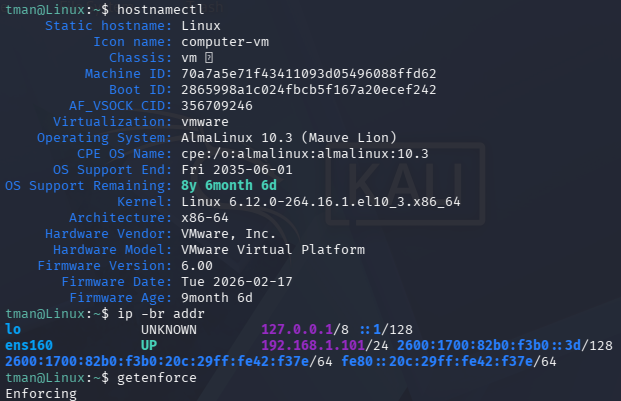 tman@Linux:~$ hostnamectl
Static hostname: Linux
Icon name: computer-vm
Chassis: vm
Machine ID: 70a7a5e71f43411093d05496088ffd62
Boot ID: 2865998a1c024fbcb5f167a20ecef242
AF_VSOCK CID: 356709246
Virtualization: vmware
Operating System: AlmaLinux 10.3 (Mauve Lion)
CPE OS Name: cpe:/o:almalinux:almalinux:10.3
OS Support End: Fri 2035-06-01
OS Support Remaining: 8y 6month 6d
Kernel: Linux 6.12.0-264.16.1.el10_3.x86_64
Architecture: x86-64
Hardware Vendor: VMware, Inc.
Hardware Model: VMware Virtual Platform
Firmware Version: 6.00
Firmware Date: Tue 2026-02-17
Firmware Age: 9month 6d
tman@Linux:~$ ip -br addr
lo UNKNOWN 127.0.0.1/8 ::1/128
ens160 UP 192.168.1.101/24 2600:1700:82b0:f3b0::3d/128
2600:1700:82b0:f3b0:20c:29ff:fe42:f37e/64 fe80::20c:29ff:fe42:f37e/64
tman@Linux:~$ getenforce
Enforcing
KALI